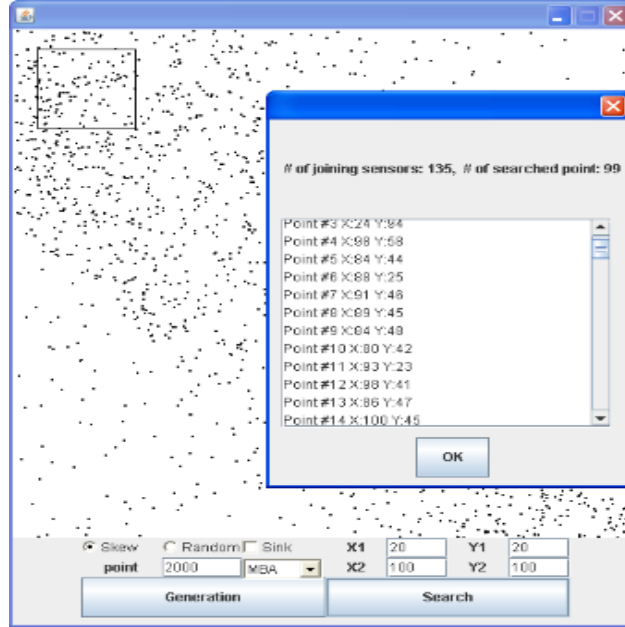 # of joining sensors: 135, # of searched point: 99
Point #3 X:24 Y:94
Point #4 X:98 Y:58
Point #5 X:84 Y:44
Point #6 X:88 Y:25
Point #7 X:91 Y:46
Point #8 X:89 Y:45
Point #9 X:84 Y:48
Point #10 X:80 Y:42
Point #11 X:93 Y:23
Point #12 X:98 Y:41
Point #13 X:86 Y:47
Point #14 X:100 Y:45
OK
Skew Random Sink X1 20 Y1 20
point 2000 MBA X2 100 Y2 100
Generation Search